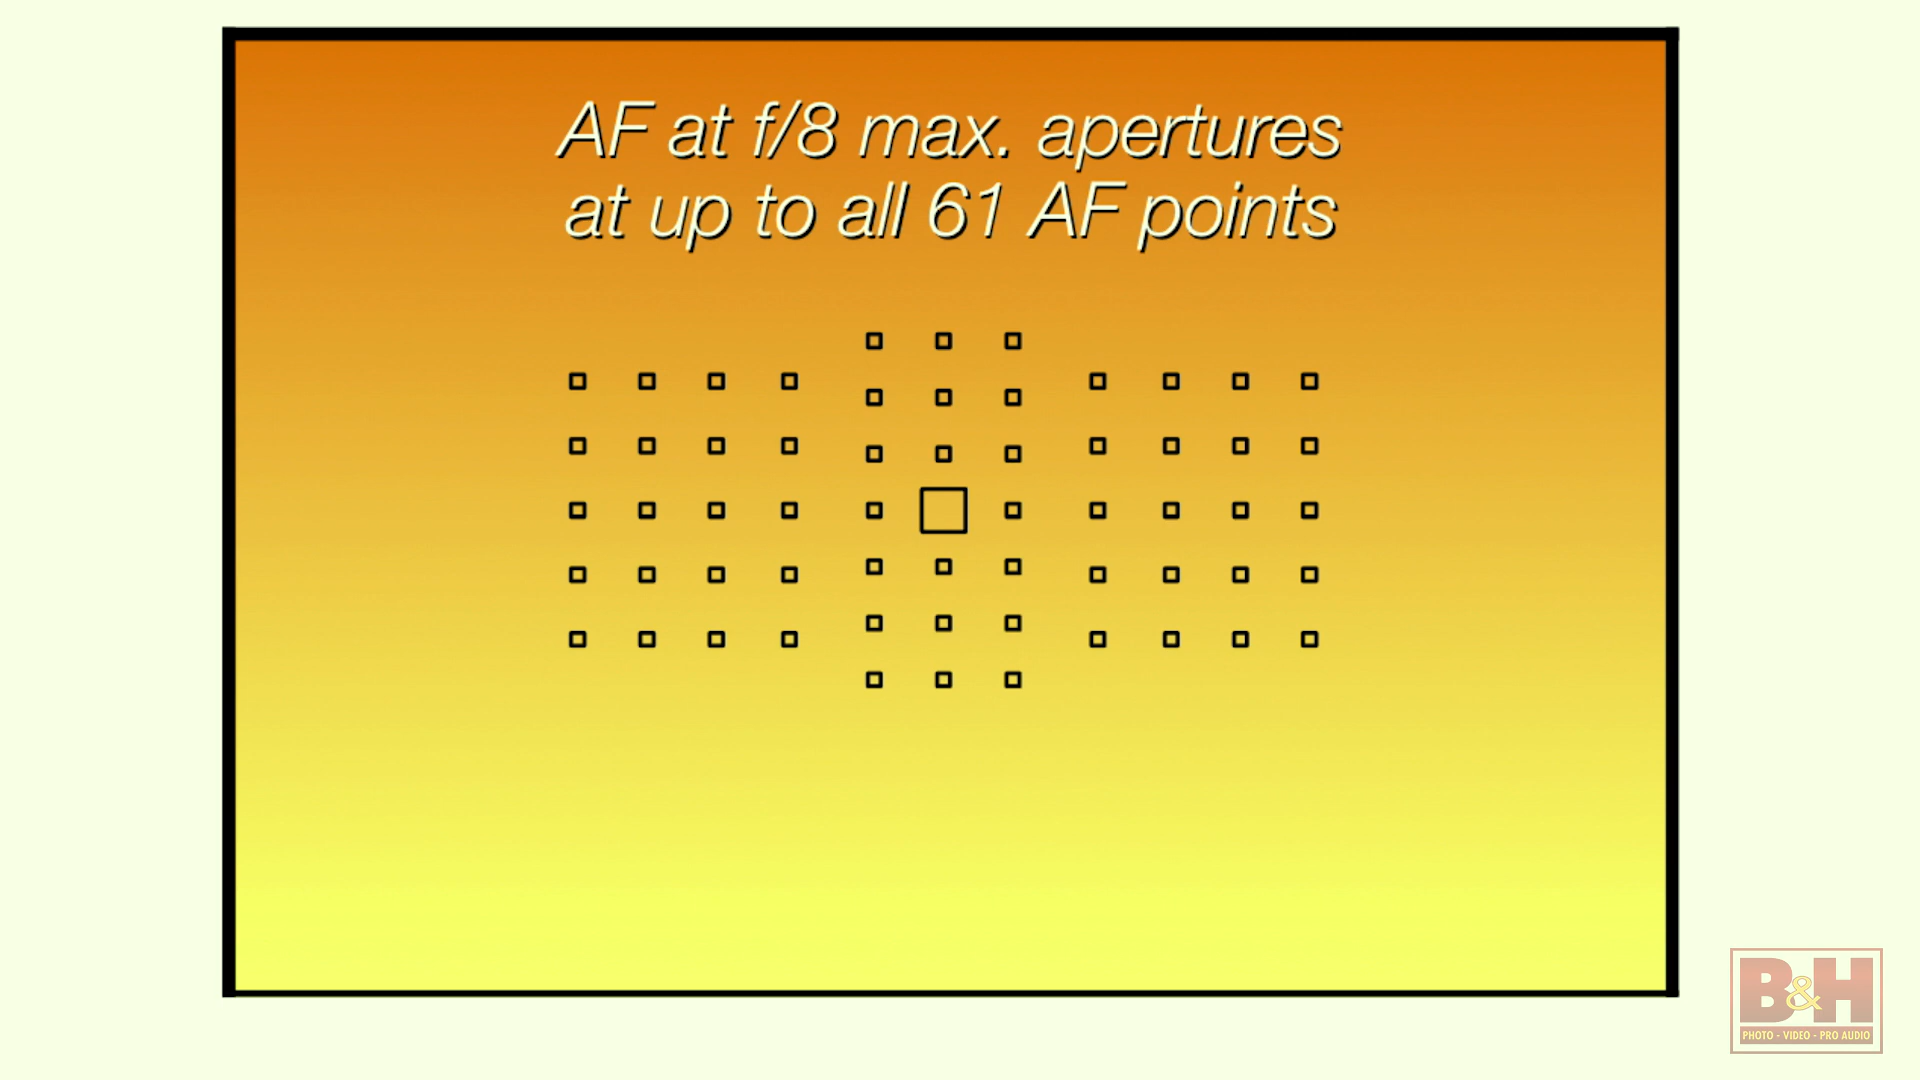 AF at f/8 max. apertures
at up to all 61 AF points
B&H
PHOTO - VIDEO - PRO AUDIO